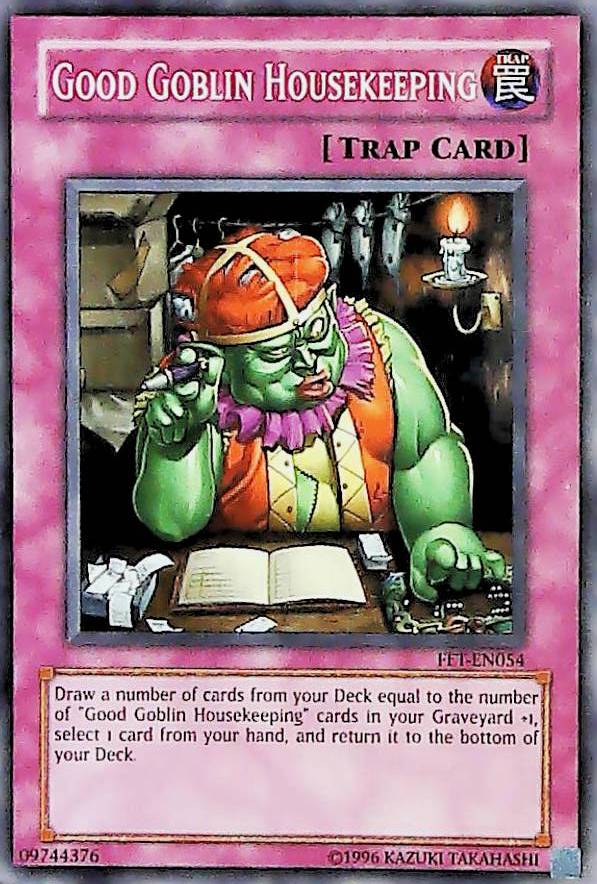 GOOD GOBLIN HOUSEKEEPING
TRAP
罠
[TRAP CARD]
FET-EN054
Draw a number of cards from your Deck equal to the number
of "Good Goblin Housekeeping" cards in your Graveyard +1,
select 1 card from your hand, and return it to the bottom of
your Deck.
09744376
©1996 KAZUKI TAKAHASHI